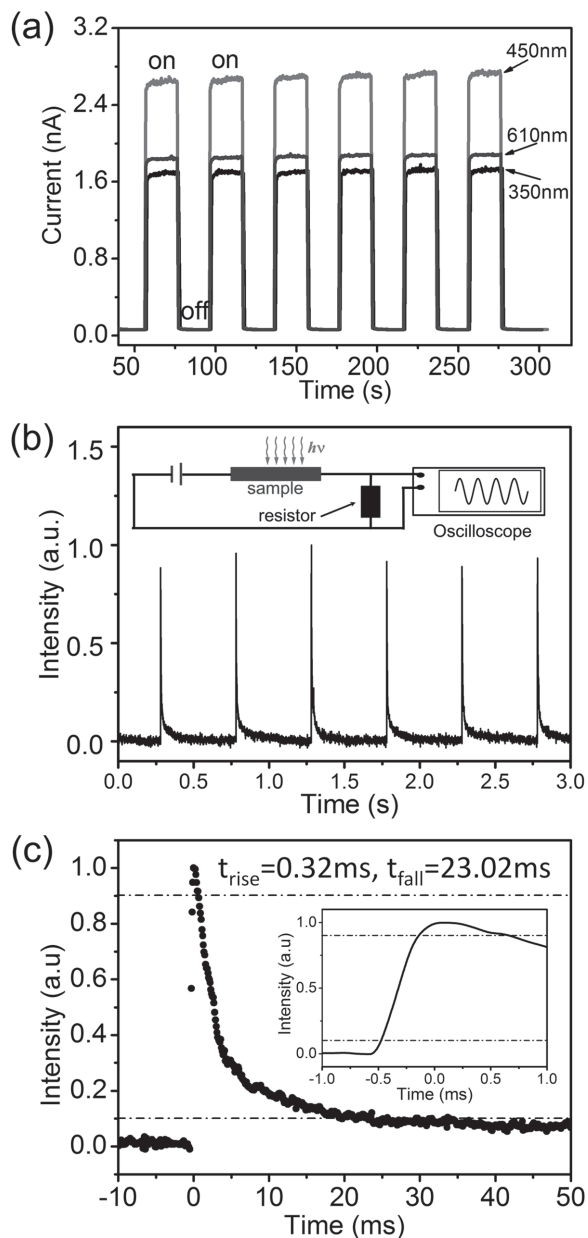 (a)
3.2
2.4
1.6
0.8
0.0
Current (nA)
on
on
off
450nm
610nm
350nm
50
100
150
200
250
300
Time (s)
(b)
1.5
1.0
0.5
0.0
Intensity (a.u.)
hν
sample
resistor
Oscilloscope
0.0
0.5
1.0
1.5
2.0
2.5
3.0
Time (s)
(c)
1.0
0.8
0.6
0.4
0.2
0.0
Intensity (a.u)
trise=0.32ms, tfall=23.02ms
1.0
0.5
0.0
Intensity (a.u)
-1.0
-0.5
0.0
0.5
1.0
Time (ms)
-10
0
10
20
30
40
50
Time (ms)